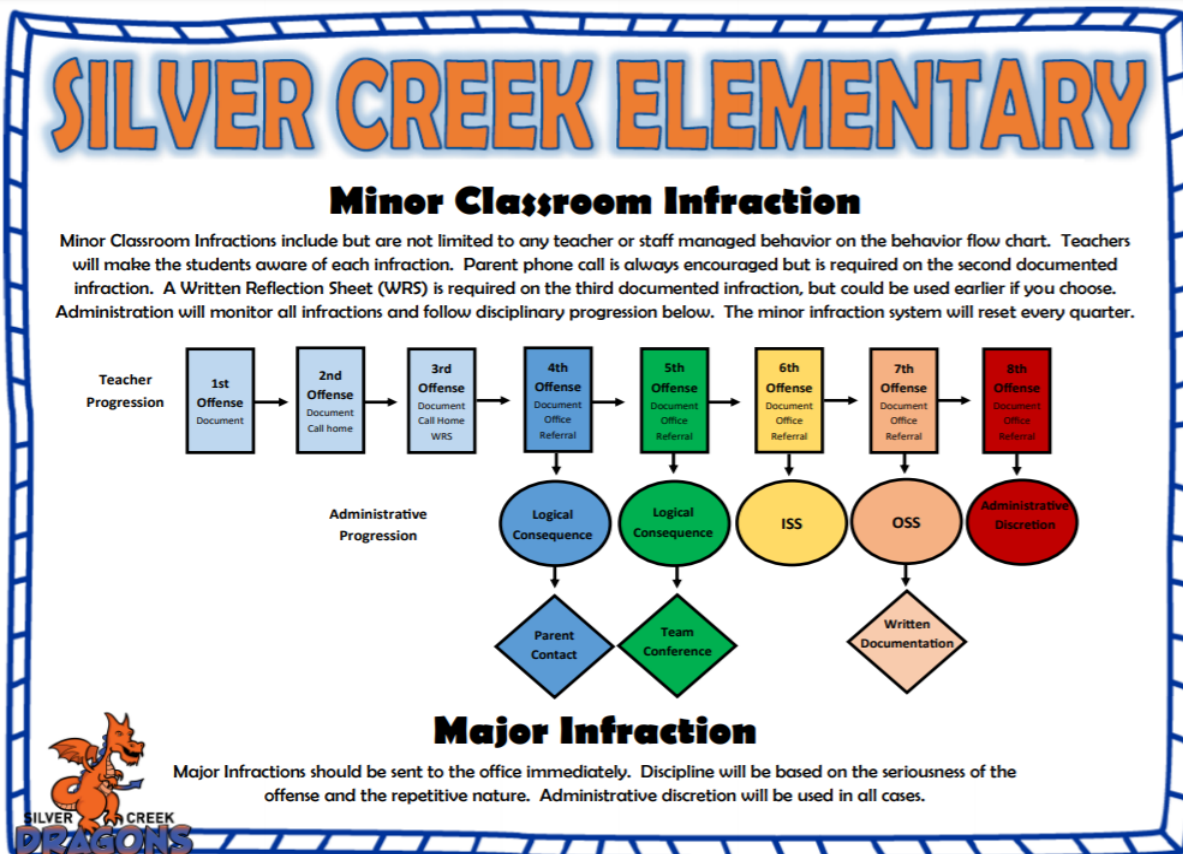 SILVER CREEK ELEMENTARY
Minor Classroom Infraction
Minor Classroom Infractions include but are not limited to any teacher or staff managed behavior on the behavior flow chart. Teachers
will make the students aware of each infraction. Parent phone call is always encouraged but is required on the second documented
infraction. A Written Reflection Sheet (WRS) is required on the third documented infraction, but could be used earlier if you choose.
Administration will monitor all infractions and follow disciplinary progression below. The minor infraction system will reset every quarter.
Teacher
Progression
1st
Offense
Document
2nd
Offense
Document
Call home
3rd
Offense
Document
Call Home
WRS
4th
Offense
Document
Office
Referral
5th
Offense
Document
Office
Referral
6th
Offense
Document
Office
Referral
7th
Offense
Document
Office
Referral
8th
Offense
Document
Office
Referral
Administrative
Progression
Logical
Consequence
Logical
Consequence
ISS
OSS
Administrative
Discretion
Parent
Contact
Team
Conference
Written
Documentation
Major Infraction
Major Infractions should be sent to the office immediately. Discipline will be based on the seriousness of the
offense and the repetitive nature. Administrative discretion will be used in all cases.
SILVER CREEK
DRAGONS